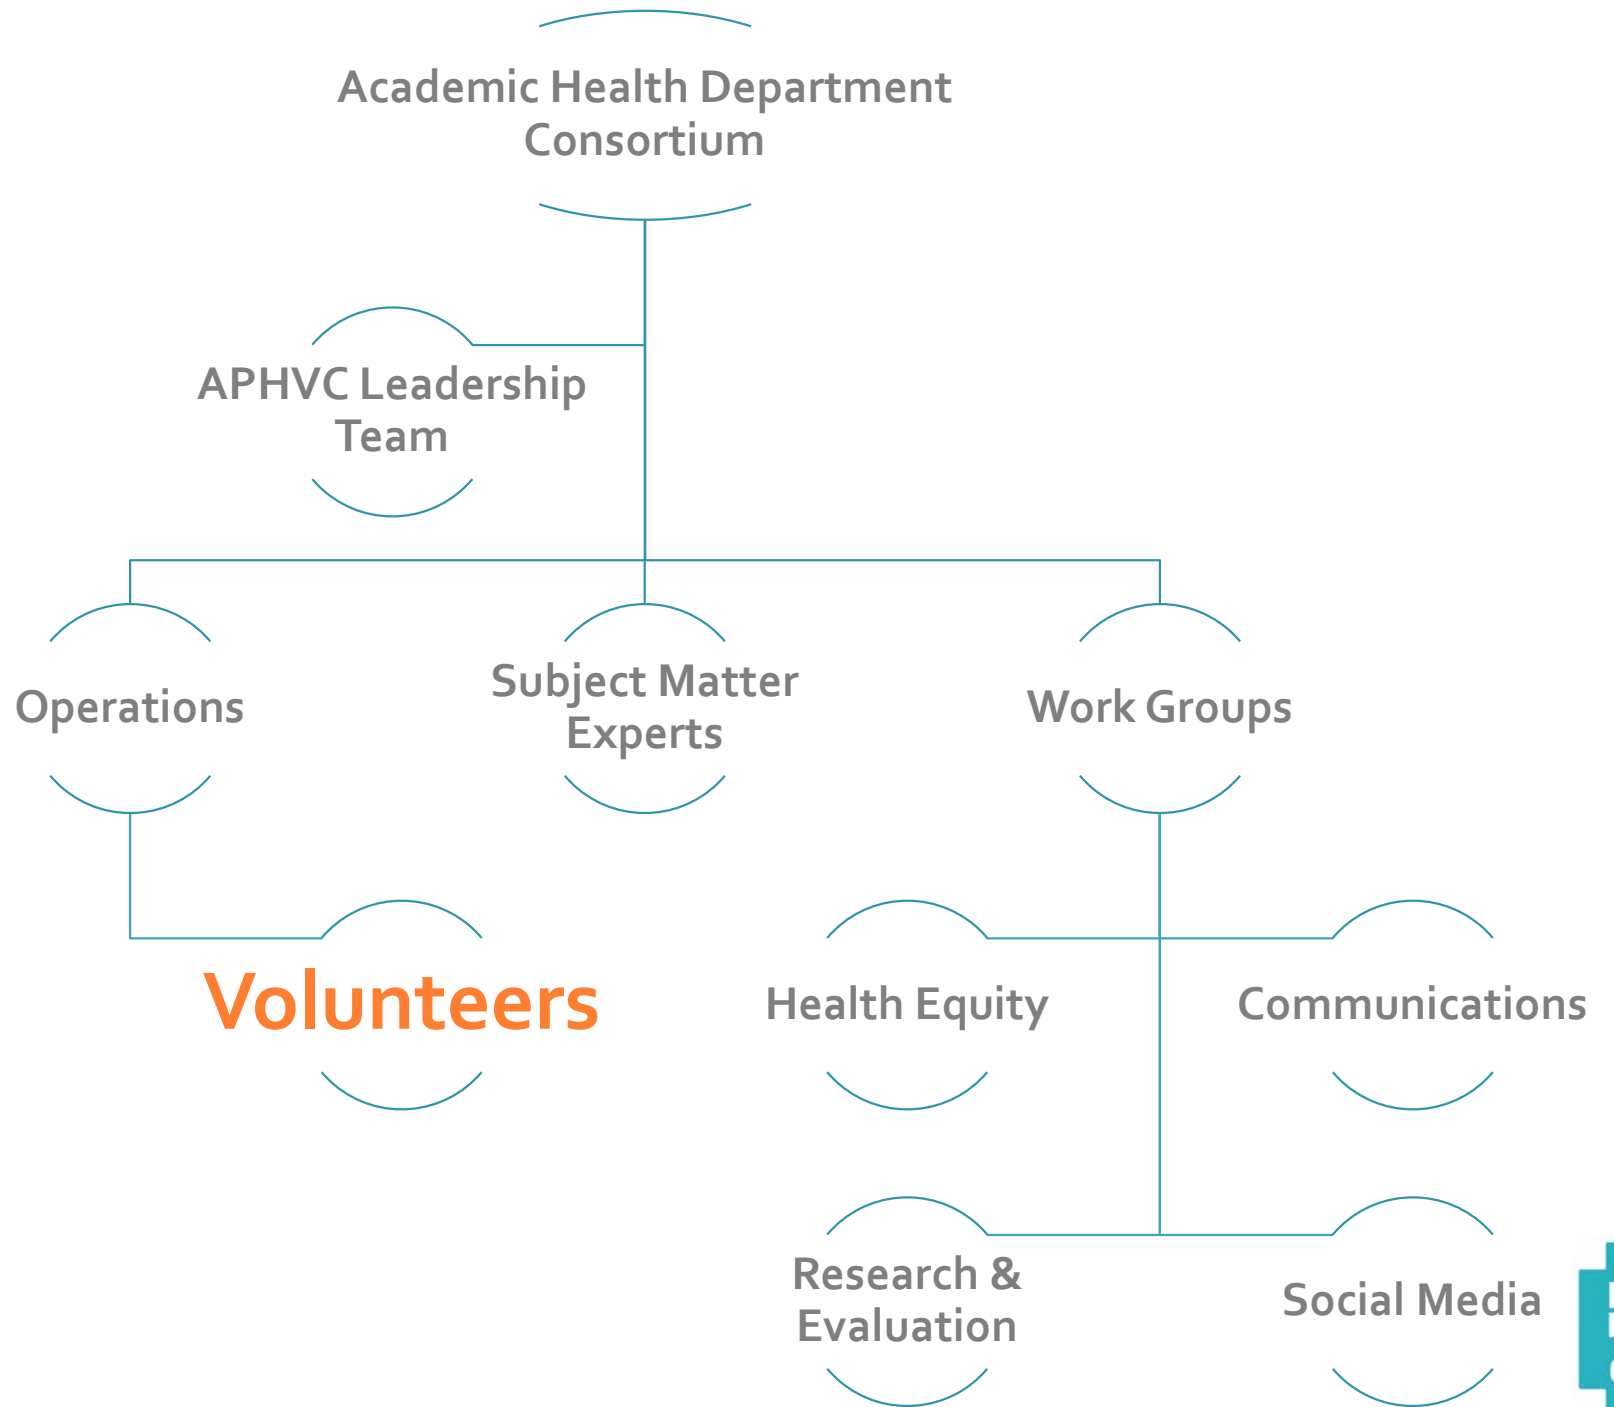 Academic Health Department
Consortium
APHVC Leadership
Team
Operations
Subject Matter
Experts
Work Groups
Volunteers
Health Equity
Communications
Research &
Evaluation
Social Media